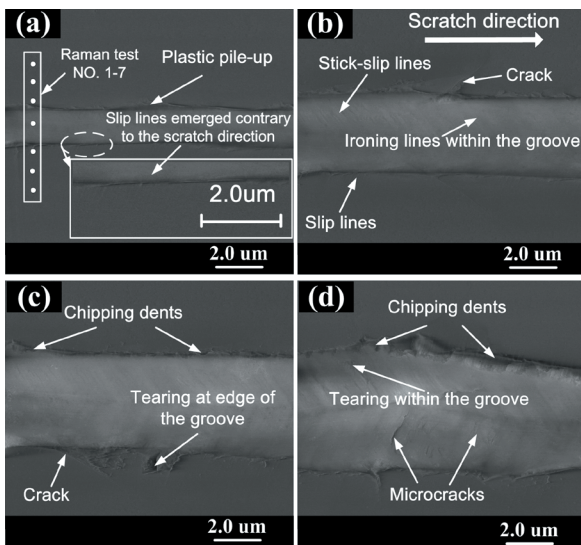 (a)
Raman test
NO. 1-7
Plastic pile-up
Slip lines emerged contrary
to the scratch direction
2.0um
2.0 um
(b)
Scratch direction
Stick-slip lines
Crack
Ironing lines within the groove
Slip lines
2.0 um
(c)
Chipping dents
Tearing at edge of
the groove
Crack
2.0 um
(d)
Chipping dents
Tearing within the groove
Microcracks
2.0 um